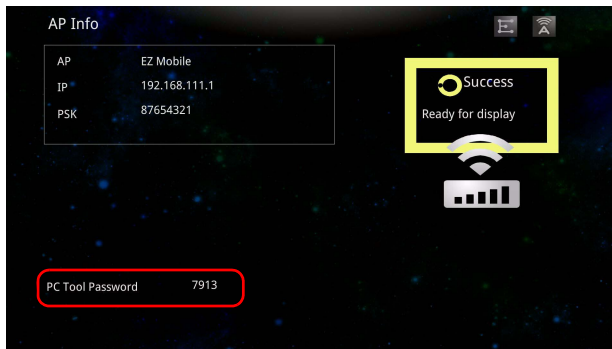 AP Info
AP EZ Mobile
IP 192.168.111.1
PSK 87654321
Success
Ready for display
PC Tool Password 7913
E
A